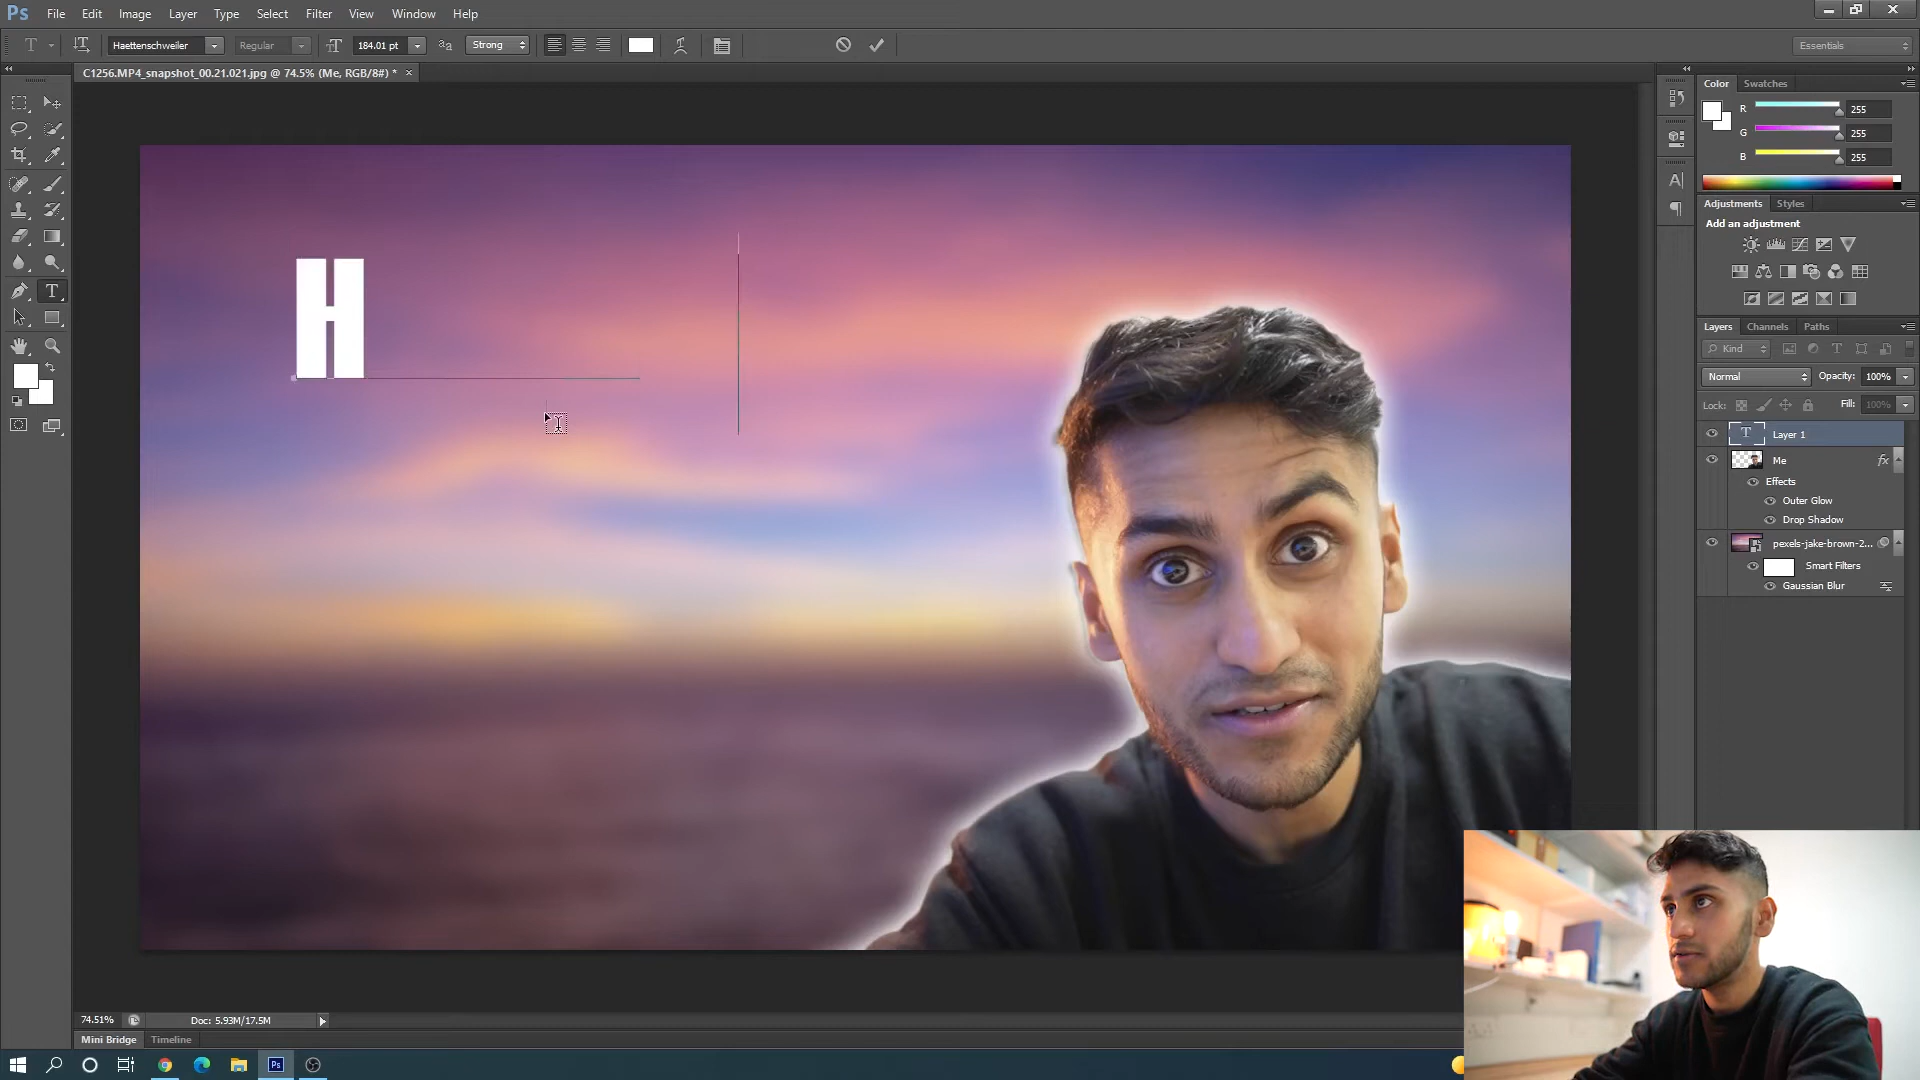 Ps File Edit Image Layer Type Select Filter View Window Help
T Haettenschweiler Regular 184.01 pt Strong Essentials
C1256.MP4_snapshot_00.21.021.jpg @ 74.5% (Me, RGB/8#) * ×
Color Swatches
R 255
G 255
B 255
Adjustments Styles
Add an adjustment
Layers Channels Paths
Kind
Normal Opacity: 100%
Lock: Fill: 100%
T Layer 1
Me fx
Effects
Outer Glow
Drop Shadow
pexels-jake-brown-2...
Smart Filters
Gaussian Blur
H
74.51% Doc: 5.93M/17.5M
Mini Bridge Timeline
Ps